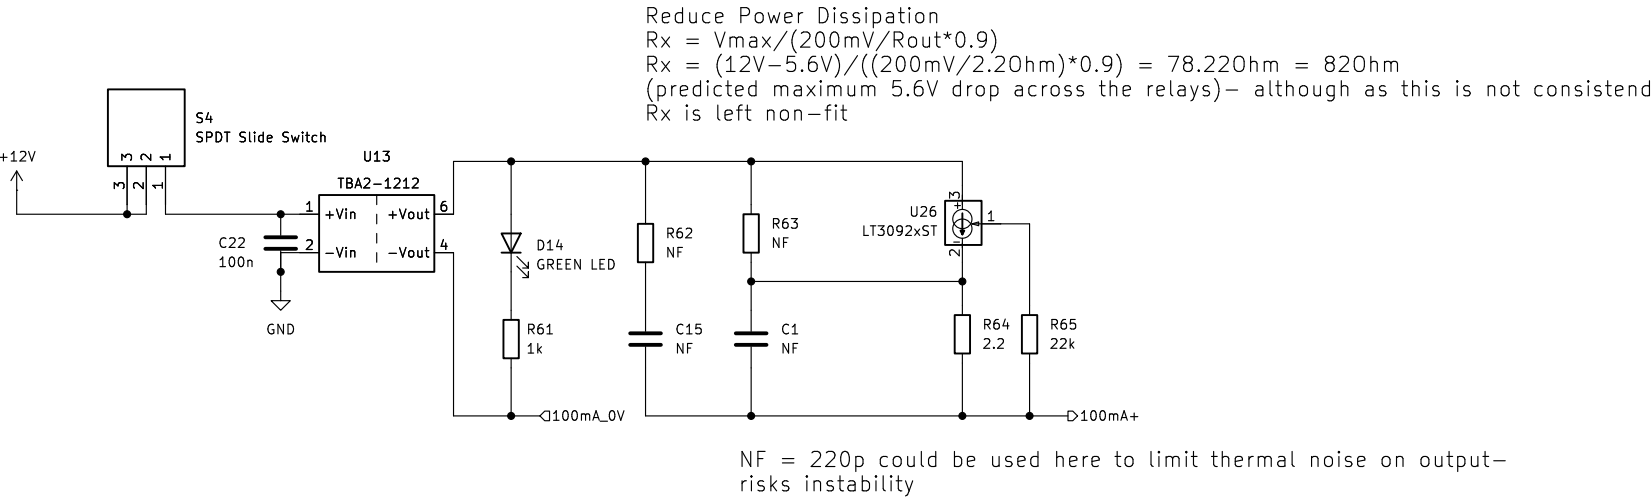 Reduce Power Dissipation
Rx = Vmax/(200mV/Rout*0.9)
Rx = (12V-5.6V)/((200mV/2.2Ohm)*0.9) = 78.22Ohm = 82Ohm
(predicted maximum 5.6V drop across the relays)- although as this is not consistend
Rx is left non-fit
S4
SPDT Slide Switch
3 2 1
3 2 1
+12V
U13
TBA2-1212
1 +Vin +Vout 6
2 -Vin -Vout 4
C22
100n
GND
D14
GREEN LED
R61
1k
100mA_0V
R62
NF
C15
NF
R63
NF
C1
NF
U26
LT3092xST
3
+
1
-
2
R64
2.2
R65
22k
100mA+
NF = 220p could be used here to limit thermal noise on output-
risks instability